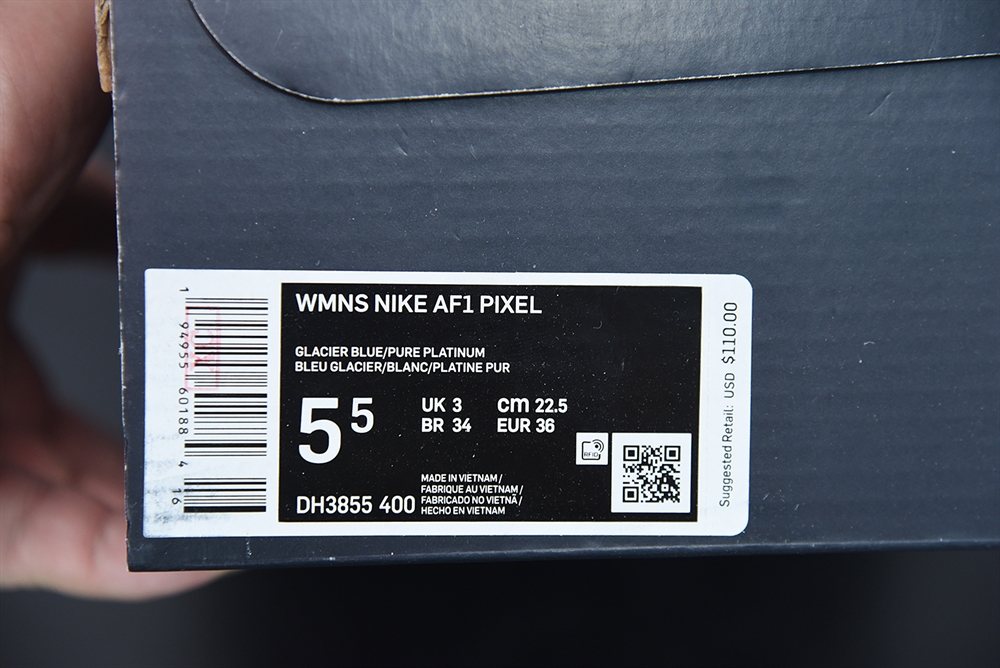 WMNS NIKE AF1 PIXEL
GLACIER BLUE/PURE PLATINUM
BLEU GLACIER/BLANC/PLATINE PUR
5 5
UK 3
cm 22.5
BR 34
EUR 36
RFID
MADE IN VIETNAM /
FABRIQUE AU VIETNAM /
FABRICADO NO VIETNÃ /
HECHO EN VIETNAM
DH3855 400
1 94955 60188 4 16
Suggested Retail: USD $110.00